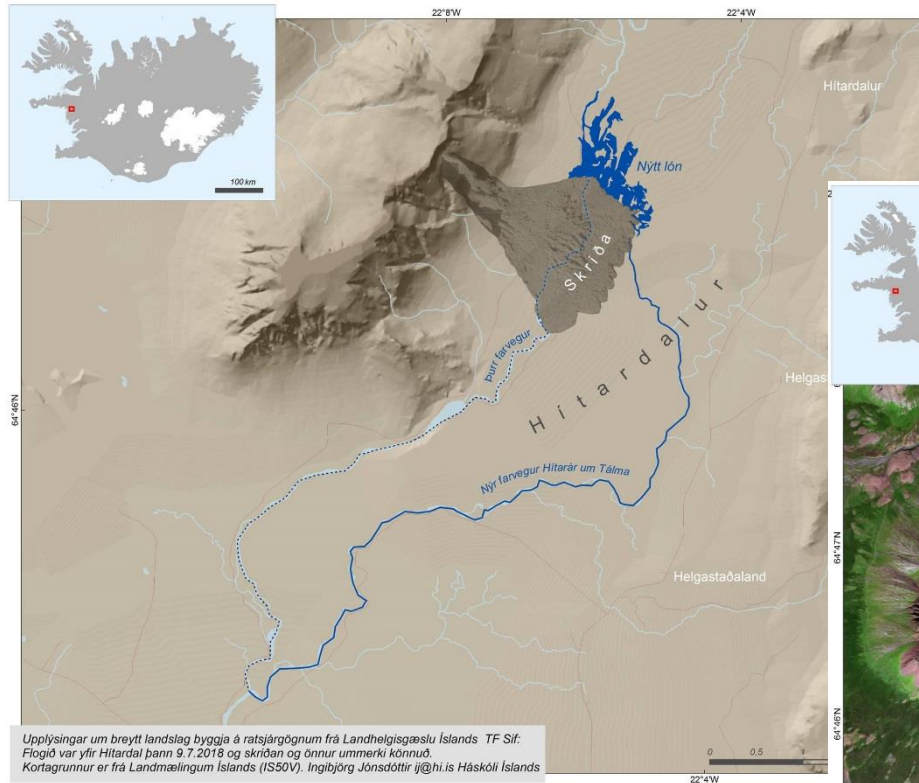 22°8'W
22°4'W
100 km
Hítardalur
Nýtt lón
Skriða
Þurr farvegur
Hítardalur
64°46'N
Nýr farvegur Hítarár um Tálma
64°47'N
Helgastaðaland
64°46'N
0 0,5 1
22°4'W
Upplýsingar um breytt landslag byggja á ratsjárgögnum frá Landhelgisgæslu Íslands TF Sif:
Flogið var yfir Hítardal þann 9.7.2018 og skriðan og önnur ummerki könnuð.
Kortagrunnur er frá Landmælingum Íslands (IS50V). Ingibjörg Jónsdóttir ij@hi.is Háskóli Íslands